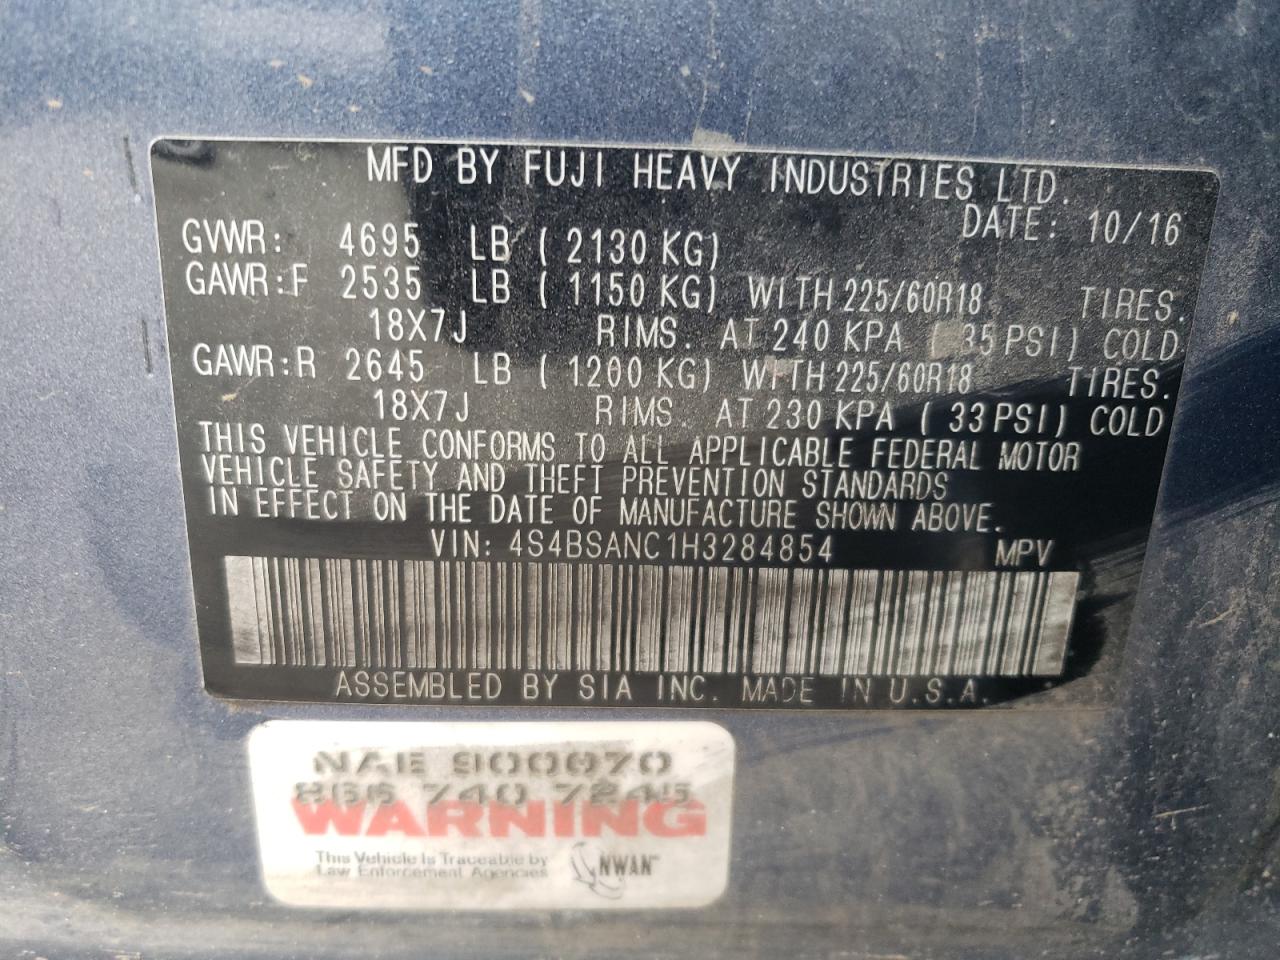 MFD BY FUJI HEAVY INDUSTRIES LTD.
DATE: 10/16
GVWR: 4695 LB ( 2130 KG)
GAWR:F 2535 LB ( 1150 KG) WITH 225/60R18 TIRES.
18X7J RIMS. AT 240 KPA ( 35 PSI) COLD
GAWR:R 2645 LB ( 1200 KG) WITH 225/60R18 TIRES.
18X7J RIMS. AT 230 KPA ( 33 PSI) COLD
THIS VEHICLE CONFORMS TO ALL APPLICABLE FEDERAL MOTOR
VEHICLE SAFETY AND THEFT PREVENTION STANDARDS
IN EFFECT ON THE DATE OF MANUFACTURE SHOWN ABOVE.
VIN: 4S4BSANC1H3284854 MPV
ASSEMBLED BY SIA INC. MADE IN U.S.A.
NAE 900070
866 740 7245
WARNING
This Vehicle Is Traceable by
Law Enforcement Agencies
NWAN